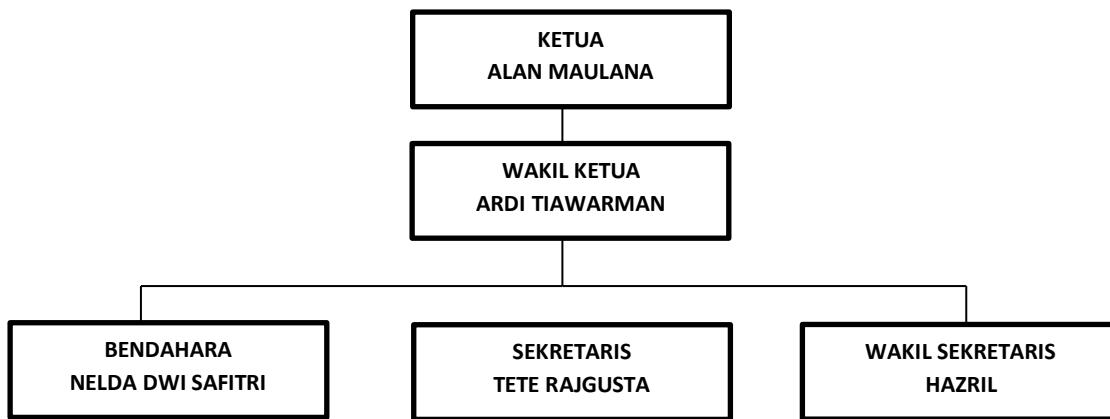 KETUA
ALAN MAULANA
WAKIL KETUA
ARDI TIAWARMAN
BENDAHARA
NELDA DWI SAFITRI
SEKRETARIS
TETE RAJGUSTA
WAKIL SEKRETARIS
HAZRIL